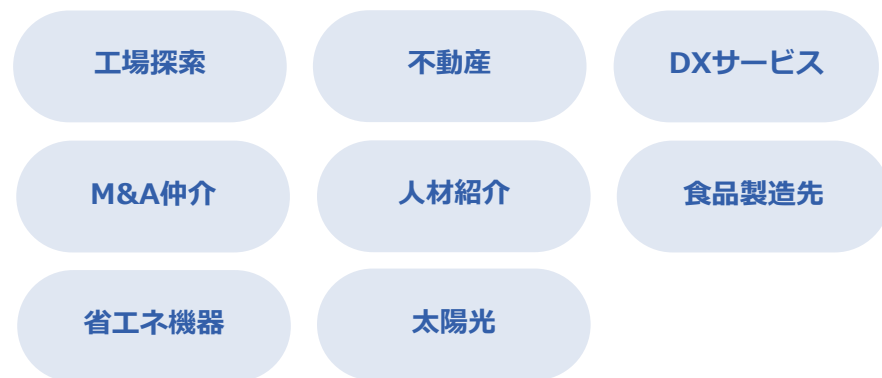 工場探索
不動産
DXサービス
M&A仲介
人材紹介
食品製造先
省エネ機器
太陽光